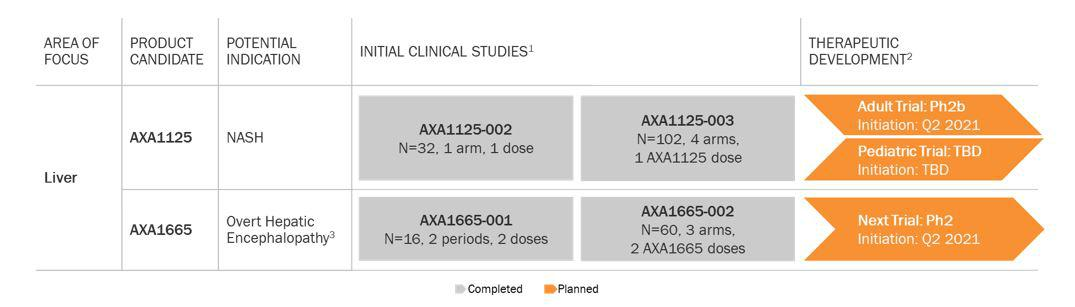 AREA OF
FOCUS
PRODUCT
CANDIDATE
POTENTIAL
INDICATION
INITIAL CLINICAL STUDIES¹
THERAPEUTIC
DEVELOPMENT²
Liver
AXA1125
NASH
AXA1125-002
N=32, 1 arm, 1 dose
AXA1125-003
N=102, 4 arms,
1 AXA1125 dose
Adult Trial: Ph2b
Initiation: Q2 2021
Pediatric Trial: TBD
Initiation: TBD
AXA1665
Overt Hepatic
Encephalopathy³
AXA1665-001
N=16, 2 periods, 2 doses
AXA1665-002
N=60, 3 arms,
2 AXA1665 doses
Next Trial: Ph2
Initiation: Q2 2021
Completed
Planned